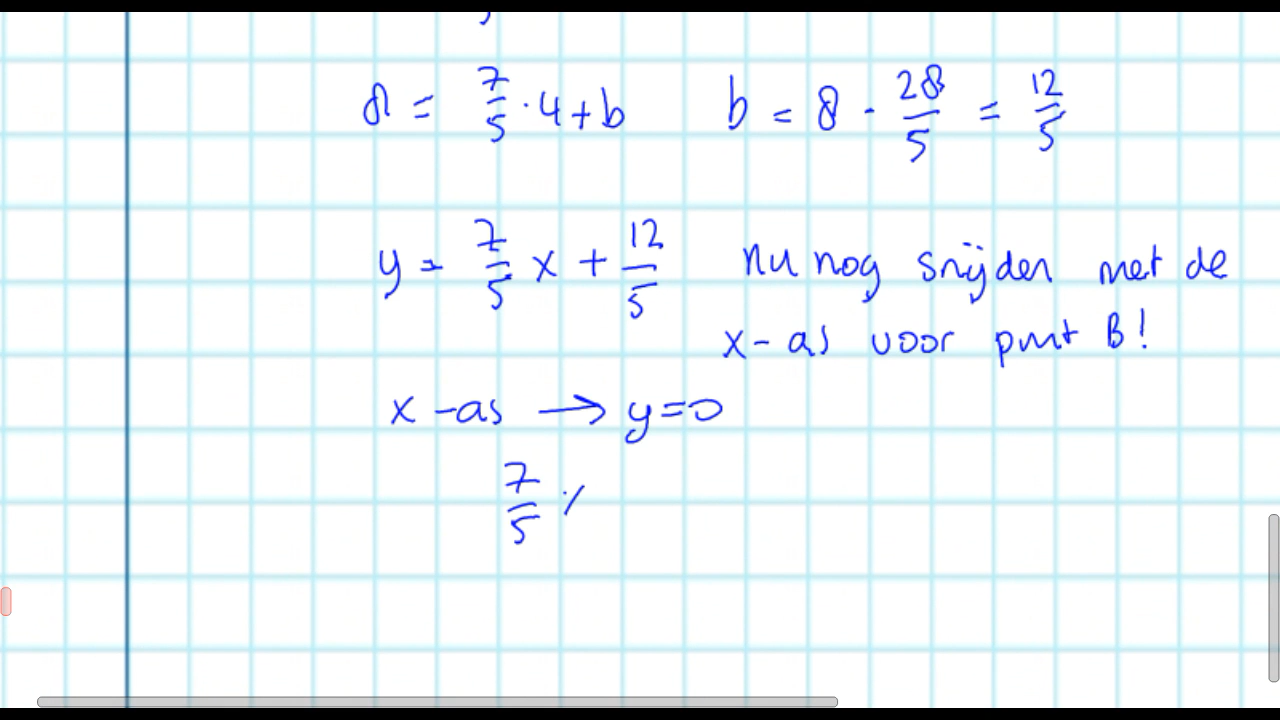 8 = 7/5 · 4 + b b = 8 - 28/5 = 12/5
y = 7/5 x + 12/5 nu nog snijden met de
x-as voor punt B!
x-as → y=0
7/5 x